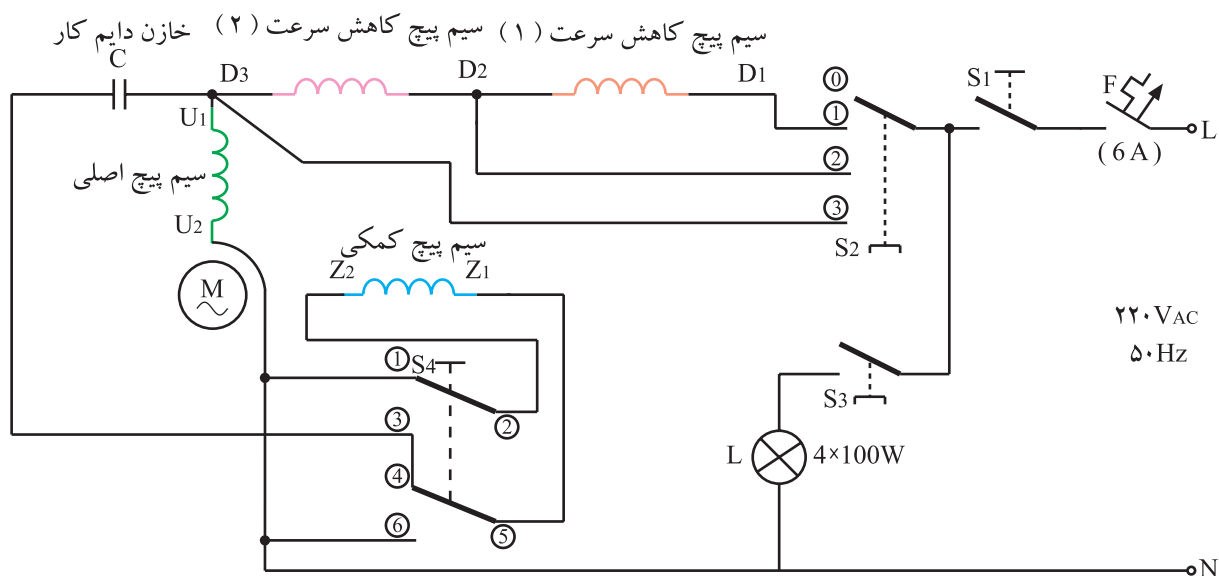 خازن دایم کار
سیم پیچ کاهش سرعت ( ۲ )
سیم پیچ کاهش سرعت ( ۱ )
C
D3
D2
D1
⓪
S1
F
U1
①
L
( 6 A )
②
سیم پیچ اصلی
U2
③
S2
سیم پیچ کمکی
Z2
Z1
M
۲۲۰VAC
۵۰Hz
①
S4
S3
③
②
L
4×100W
④
⑥
⑤
N